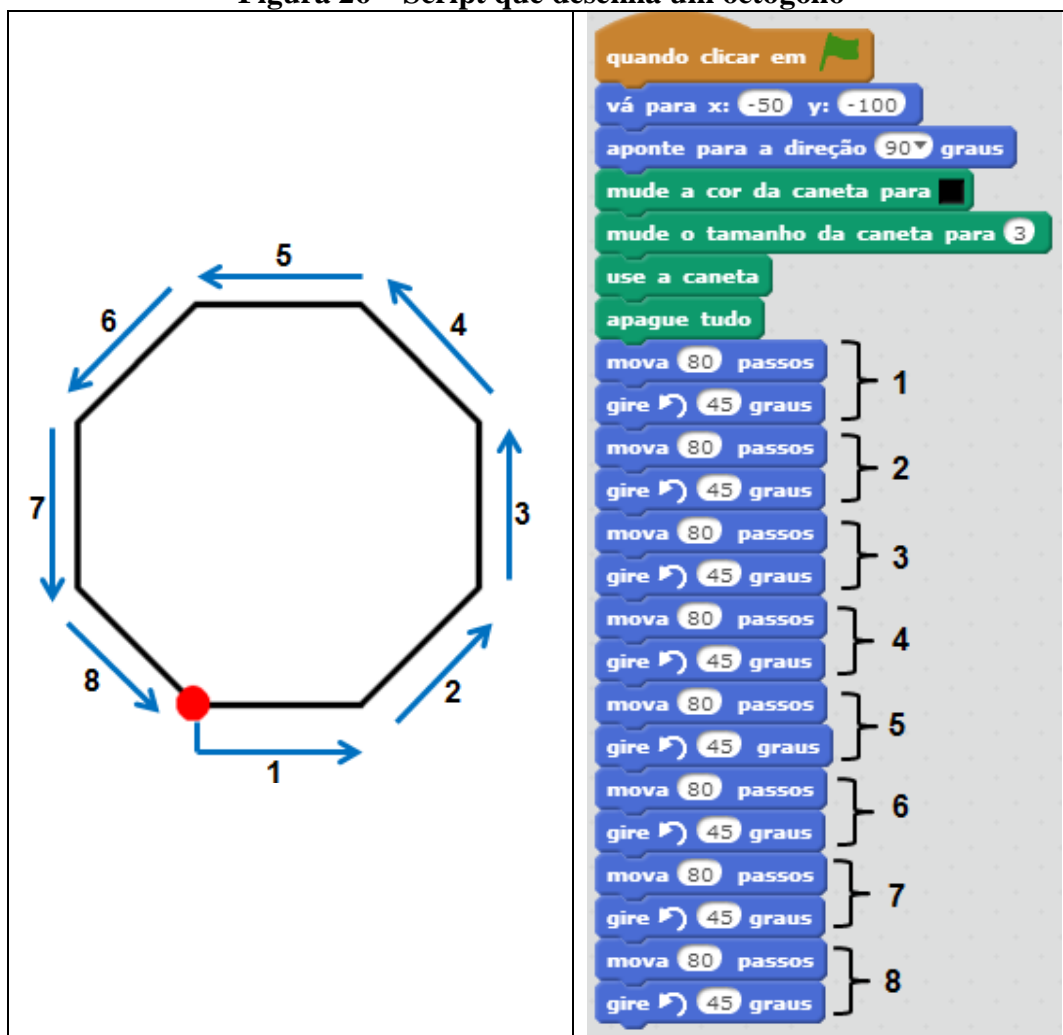 Figura 26 – Script que desenha um octógono
5
6
4
7
3
8
2
1
quando clicar em
vá para x: -50 y: -100
aponte para a direção 90 graus
mude a cor da caneta para
mude o tamanho da caneta para 3
use a caneta
apague tudo
mova 80 passos
gire 45 graus
1
mova 80 passos
gire 45 graus
2
mova 80 passos
gire 45 graus
3
mova 80 passos
gire 45 graus
4
mova 80 passos
gire 45 graus
5
mova 80 passos
gire 45 graus
6
mova 80 passos
gire 45 graus
7
mova 80 passos
gire 45 graus
8